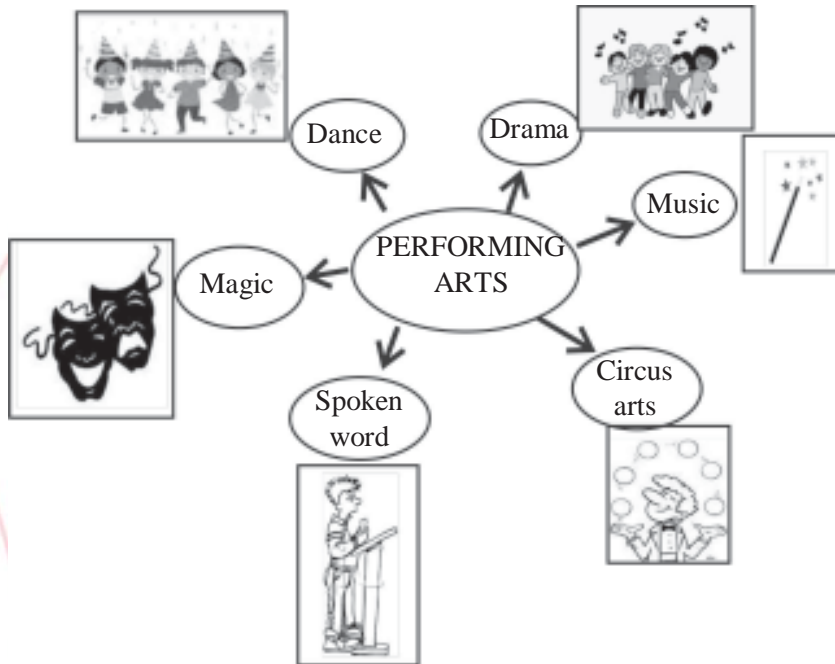 Dance
Drama
Music
PERFORMING
ARTS
Magic
Circus
arts
Spoken
word